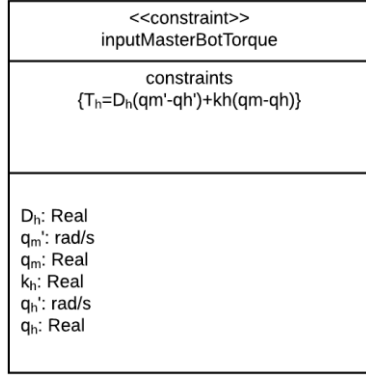 <<constraint>>
inputMasterBotTorque
constraints
{Tₕ=Dₕ(qm'-qh')+kh(qm-qh)}
Dₕ: Real
qₘ': rad/s
qₘ: Real
kₕ: Real
qₕ': rad/s
qₕ: Real